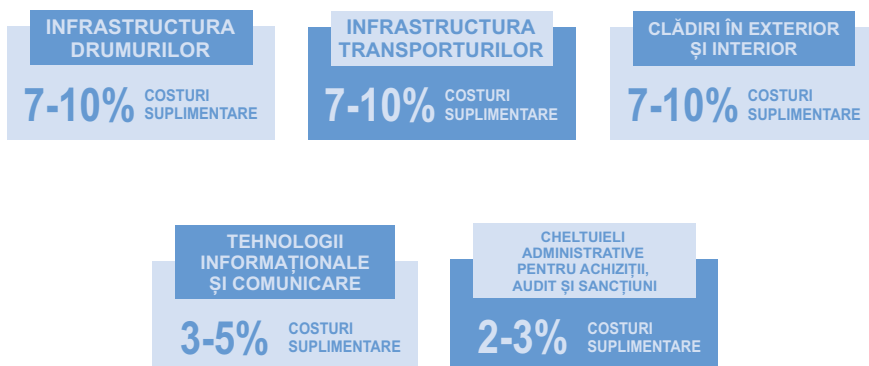 INFRASTRUCTURA
DRUMURILOR
7-10% COSTURI
SUPLIMENTARE
INFRASTRUCTURA
TRANSPORTURILOR
7-10% COSTURI
SUPLIMENTARE
CLĂDIRI ÎN EXTERIOR
ȘI INTERIOR
7-10% COSTURI
SUPLIMENTARE
TEHNOLOGII
INFORMAȚIONALE
ȘI COMUNICARE
3-5% COSTURI
SUPLIMENTARE
CHELTUIELI
ADMINISTRATIVE
PENTRU ACHIZIȚII,
AUDIT ȘI SANCȚIUNI
2-3% COSTURI
SUPLIMENTARE